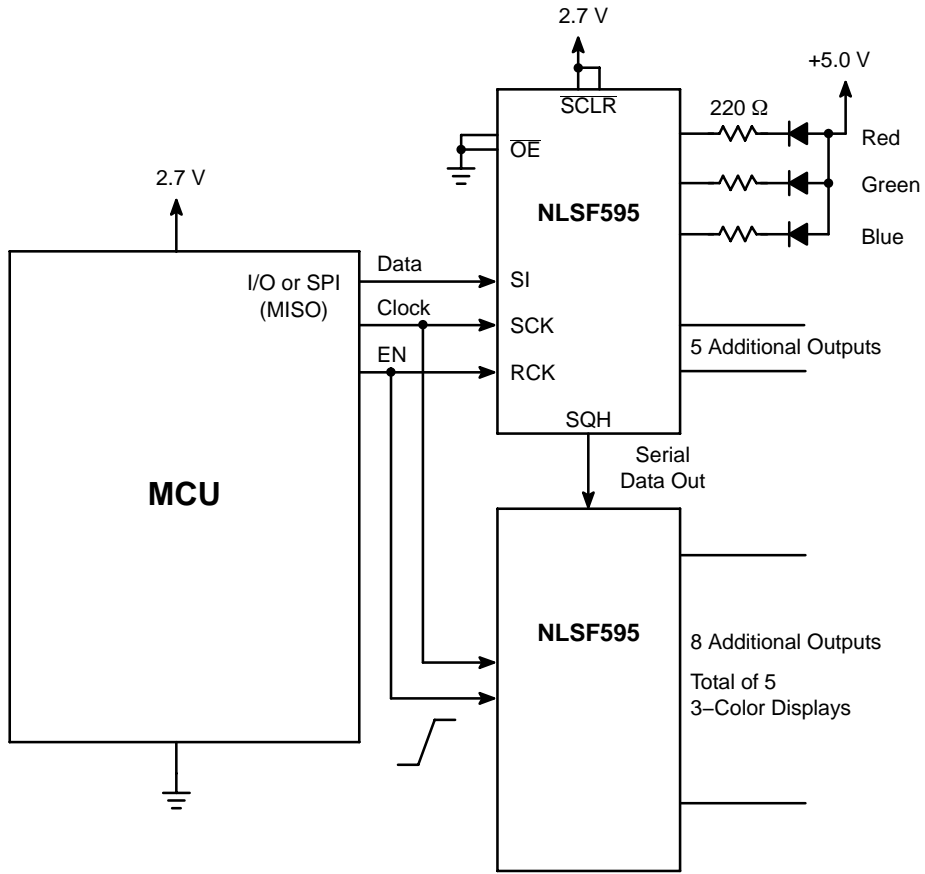 2.7 V
+5.0 V
S̅C̅L̅R̅
220 Ω
Red
O̅E̅
Green
NLSF595
Blue
2.7 V
I/O or SPI
(MISO)
Data
SI
Clock
SCK
5 Additional Outputs
EN
RCK
SQH
Serial
Data Out
MCU
NLSF595
8 Additional Outputs
Total of 5
3−Color Displays